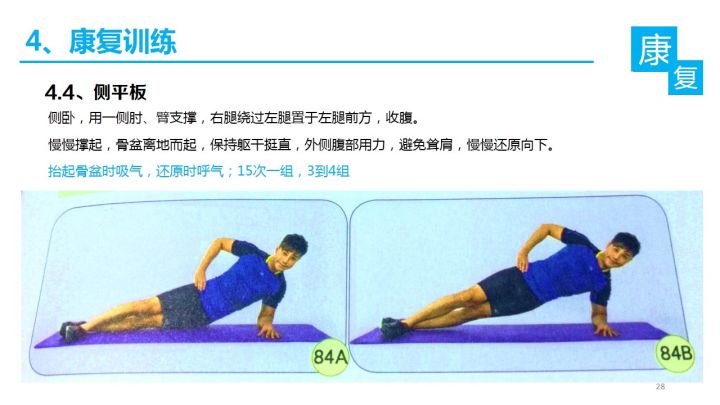 4、康复训练
康
复
4.4、侧平板
侧卧，用一侧肘、臂支撑，右腿绕过左腿置于左腿前方，收腹。
慢慢撑起，骨盆离地而起，保持躯干挺直，外侧腹部用力，避免耸肩，慢慢还原向下。
抬起骨盆时吸气，还原时呼气；15次一组，3到4组
84A
84B
28